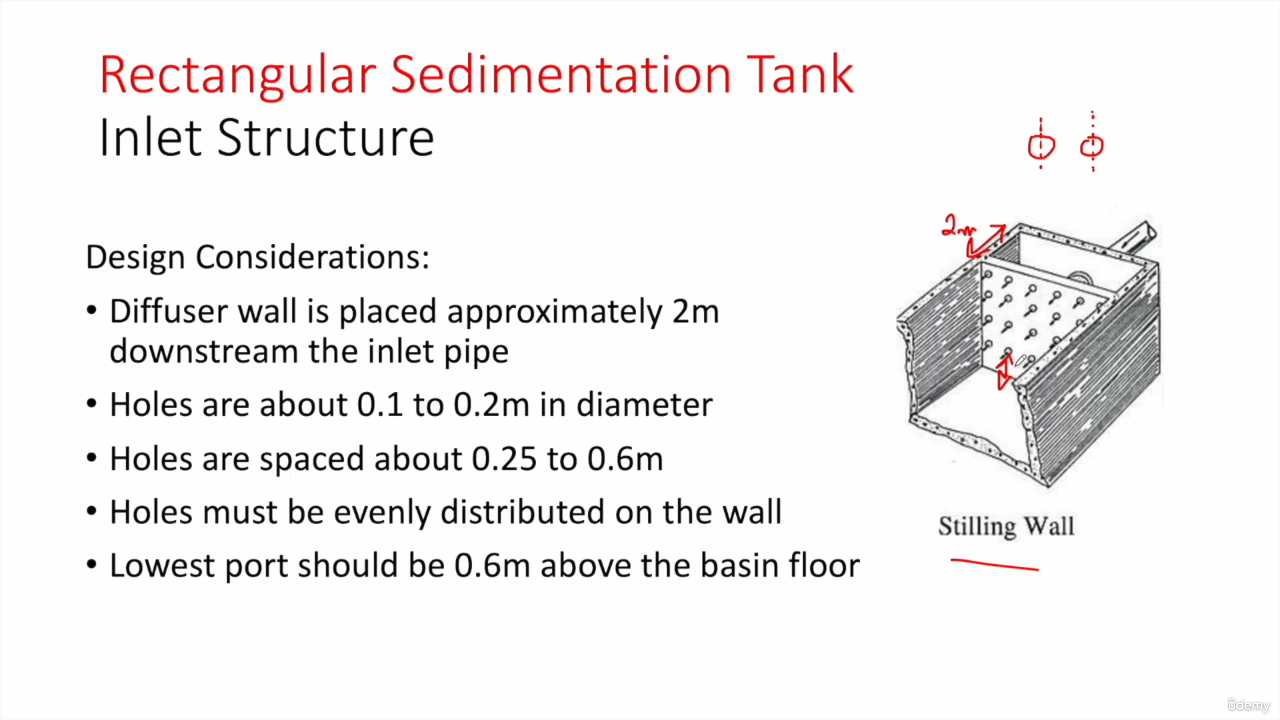 Rectangular Sedimentation Tank
Inlet Structure
2m
Design Considerations:
• Diffuser wall is placed approximately 2m
downstream the inlet pipe
• Holes are about 0.1 to 0.2m in diameter
• Holes are spaced about 0.25 to 0.6m
• Holes must be evenly distributed on the wall
• Lowest port should be 0.6m above the basin floor
Stilling Wall
ûdemy